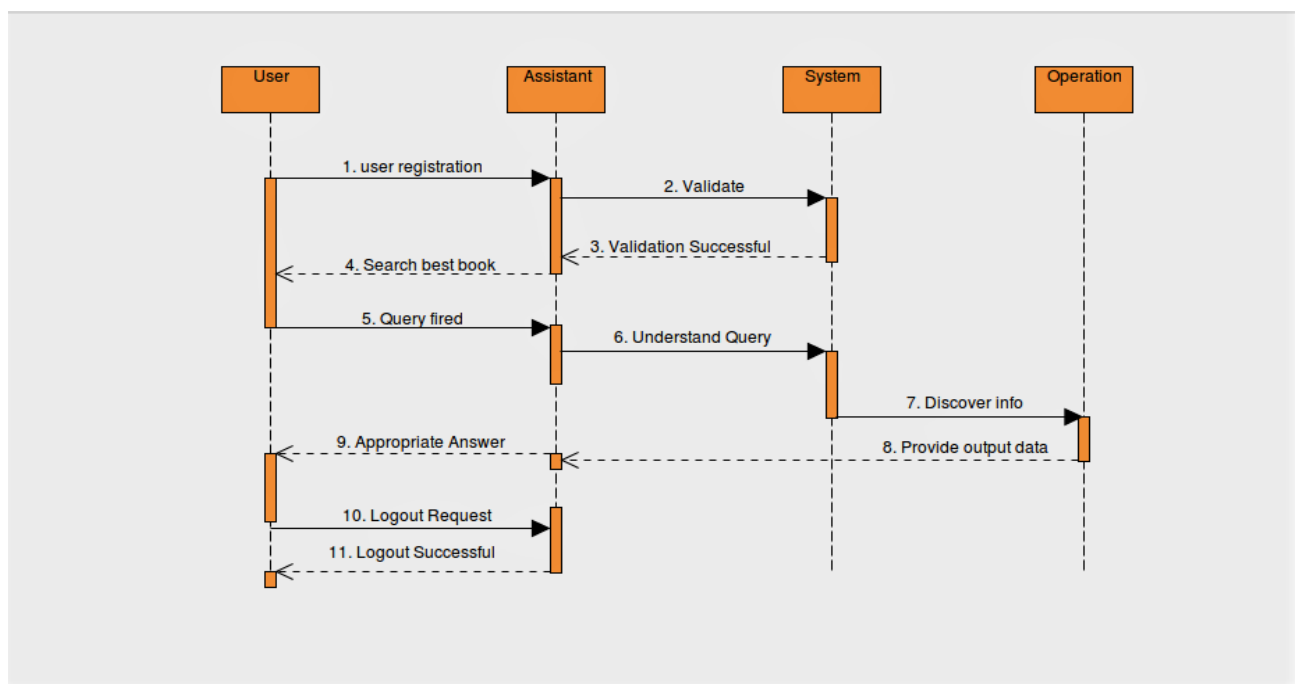 User
Assistant
System
Operation
1. user registration
2. Validate
3. Validation Successful
4. Search best book
5. Query fired
6. Understand Query
7. Discover info
9. Appropriate Answer
8. Provide output data
10. Logout Request
11. Logout Successful